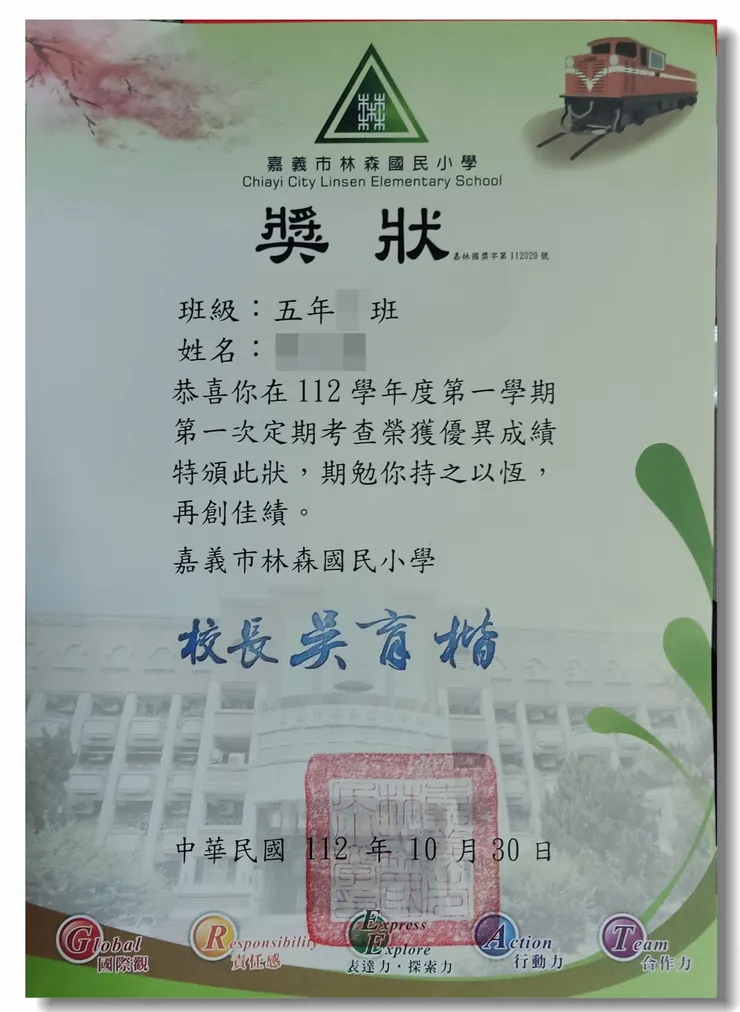 嘉義市林森國民小學
Chiayi City Linsen Elementary School
獎狀
嘉林國獎字第 112029 號
班級：五年 班
姓名：
恭喜你在 112 學年度第一學期
第一次定期考查榮獲優異成績
特頒此狀，期勉你持之以恆，
再創佳績。
嘉義市林森國民小學
校長 吳育楷
中華民國 112 年 10 月 30 日
Global
國際觀
Responsibility
責任感
Express
Explore
表達力·探索力
Action
行動力
Team
合作力